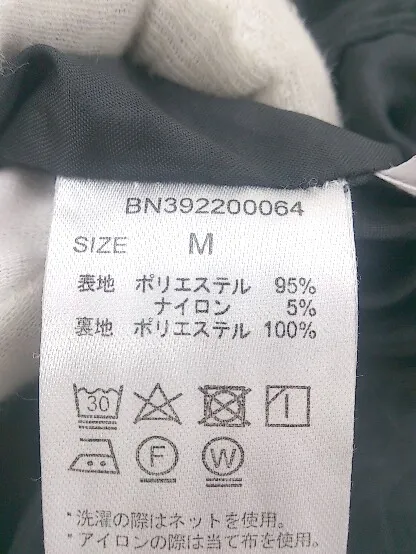 BN392200064
SIZE M
表地 ポリエステル 95%
ナイロン 5%
裏地 ポリエステル 100%
30
F W
*洗濯の際はネットを使用。
*アイロンの際は当て布を使用。